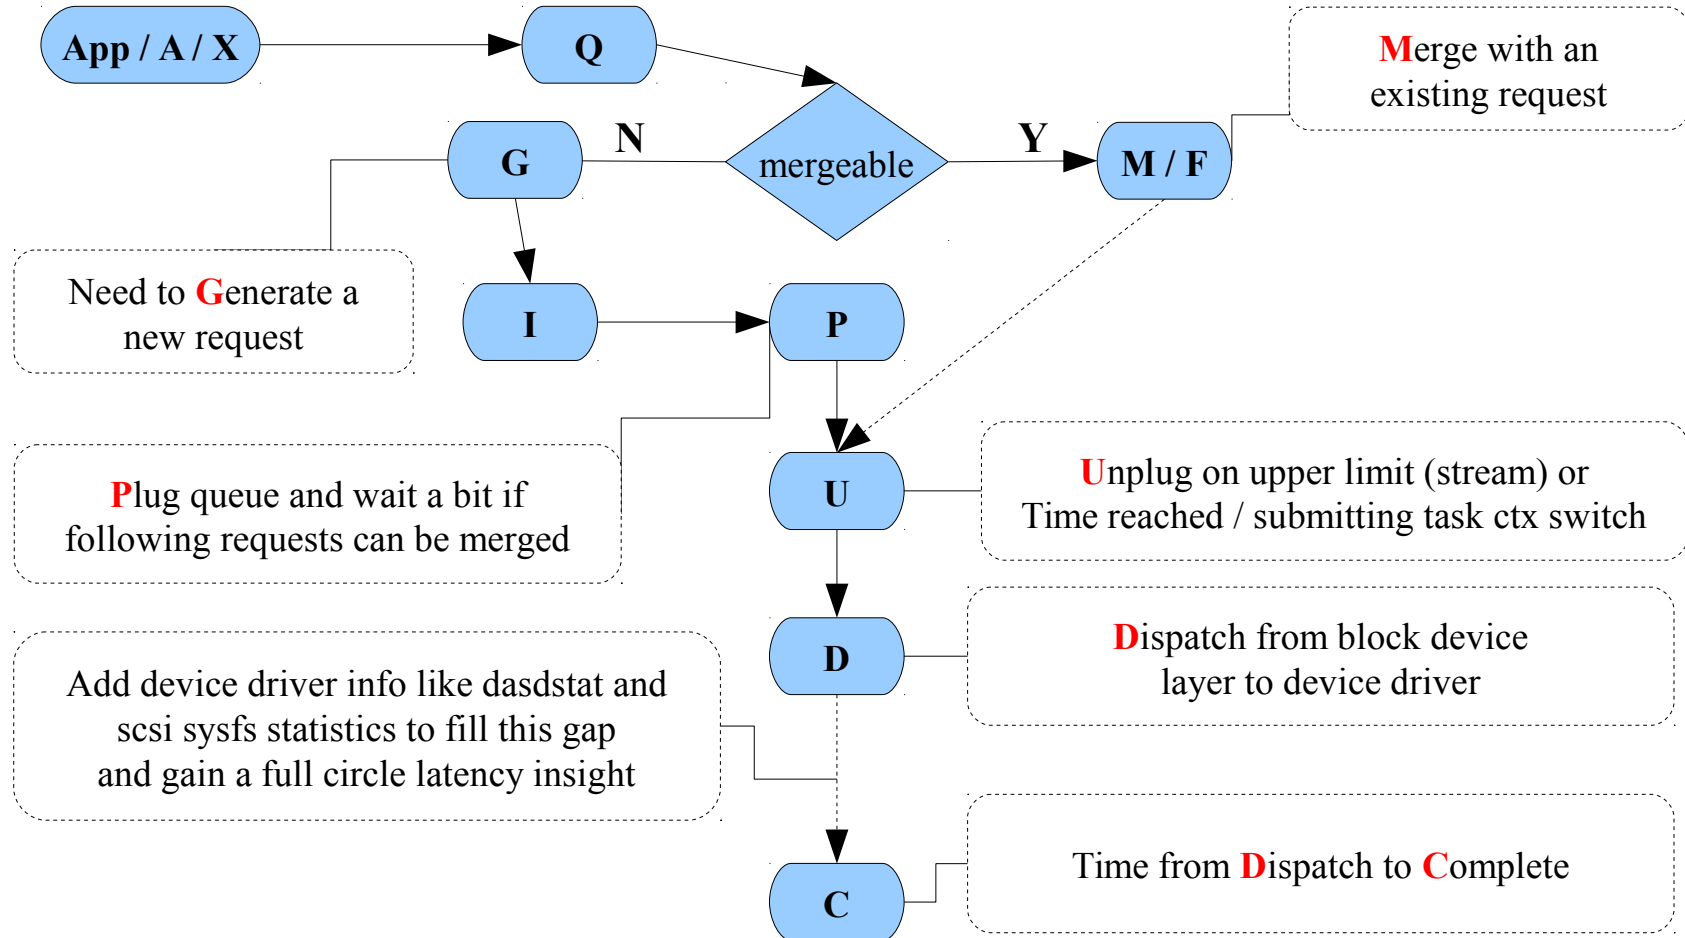 App / A / X
Q
Merge with an
existing request
N
Y
G
mergeable
M / F
Need to Generate a
new request
I
P
Plug queue and wait a bit if
following requests can be merged
U
Unplug on upper limit (stream) or
Time reached / submitting task ctx switch
D
Dispatch from block device
layer to device driver
Add device driver info like dasdstat and
scsi sysfs statistics to fill this gap
and gain a full circle latency insight
C
Time from Dispatch to Complete